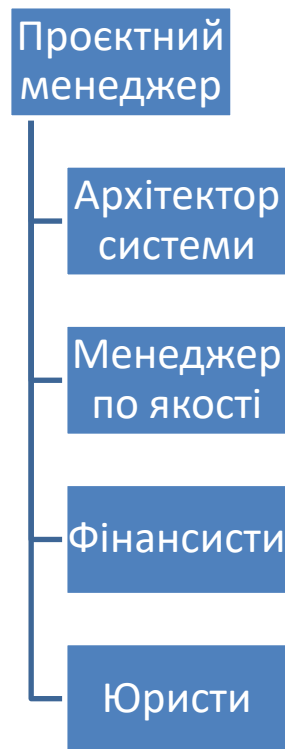 Проєктний
менеджер
Архітектор
системи
Менеджер
по якості
Фінансисти
Юристи